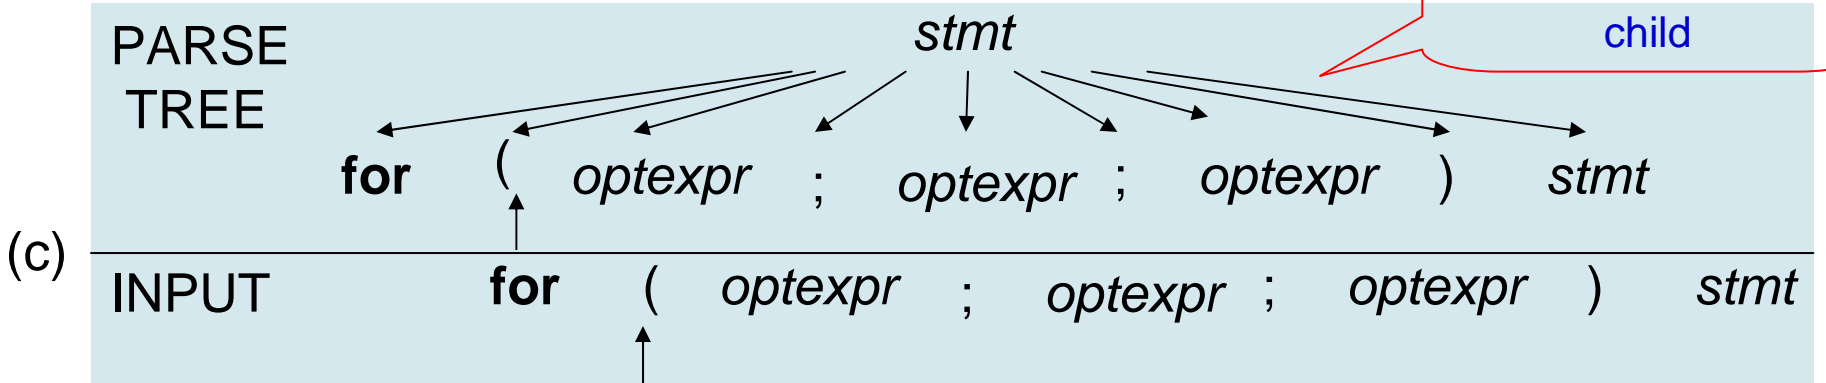 stmt
child
PARSE
TREE
for ( optexpr ; optexpr ; optexpr ) stmt
(c)
INPUT for ( optexpr ; optexpr ; optexpr ) stmt